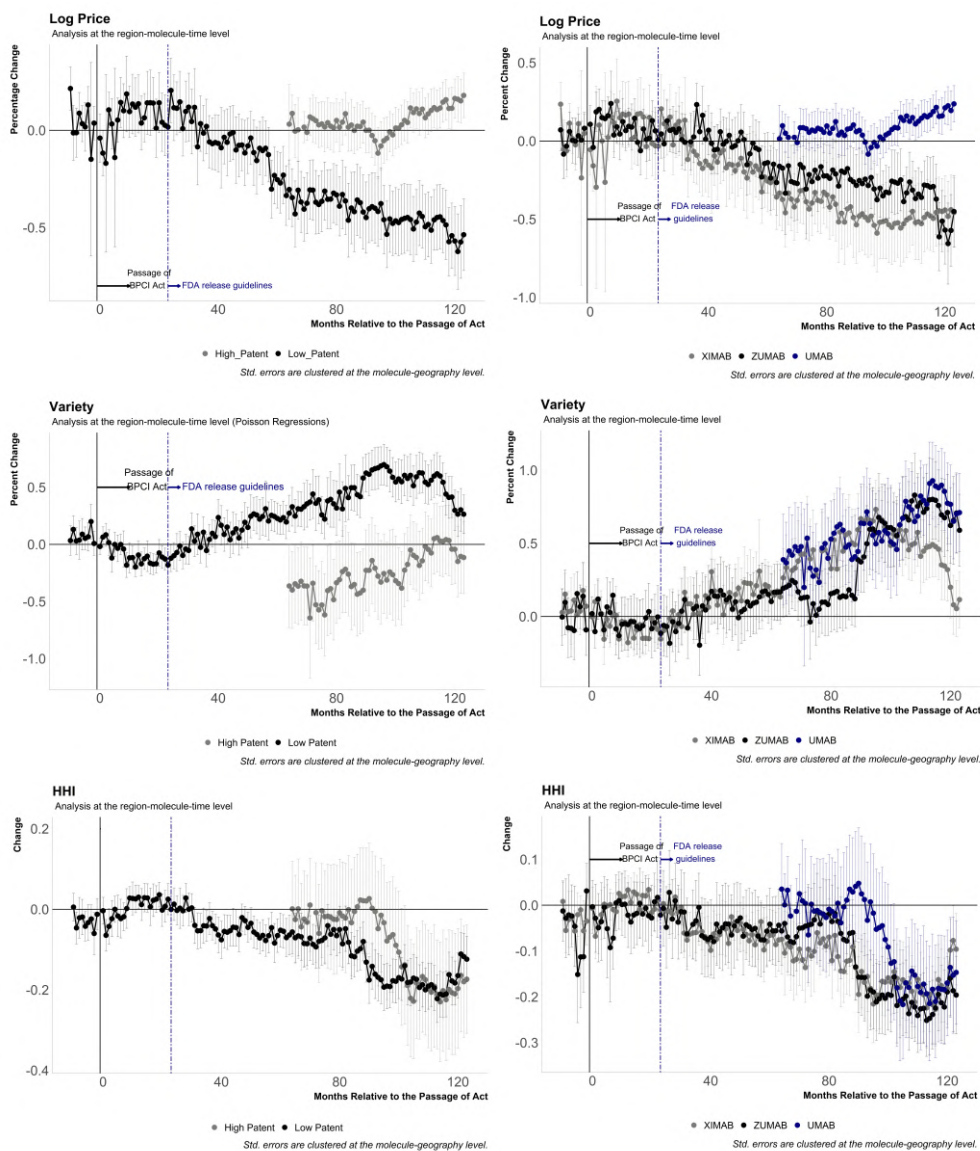 Log Price
Analysis at the region-molecule-time level
Percentage Change
0.0
-0.5
Passage of
BPCI Act
FDA release guidelines
0
40
80
120
Months Relative to the Passage of Act
High_Patent
Low_Patent
Std. errors are clustered at the molecule-geography level.
Log Price
Analysis at the region-molecule-time level
Percent Change
0.5
0.0
-0.5
-1.0
Passage of
BPCI Act
FDA release
guidelines
0
40
80
120
Months Relative to the Passage of Act
XIMAB
ZUMAB
UMAB
Std. errors are clustered at the molecule-geography level.
Variety
Analysis at the region-molecule-time level (Poisson Regressions)
Percent Change
0.5
0.0
-0.5
-1.0
Passage of
BPCI Act
FDA release guidelines
0
40
80
120
Months Relative to the Passage of Act
High Patent
Low Patent
Std. errors are clustered at the molecule-geography level.
Variety
Analysis at the region-molecule-time level
Percent Change
1.0
0.5
0.0
Passage of
BPCI Act
FDA release
guidelines
0
40
80
120
Months Relative to the Passage of Act
XIMAB
ZUMAB
UMAB
Std. errors are clustered at the molecule-geography level.
HHI
Analysis at the region-molecule-time level
Change
0.2
0.0
-0.2
-0.4
0
40
80
120
Months Relative to the Passage of Act
High Patent
Low Patent
Std. errors are clustered at the molecule-geography level.
HHI
Analysis at the region-molecule-time level
Change
0.1
0.0
-0.1
-0.2
-0.3
Passage of
BPCI Act
FDA release
guidelines
0
40
80
120
Months Relative to the Passage of Act
XIMAB
ZUMAB
UMAB
Std. errors are clustered at the molecule-geography level.